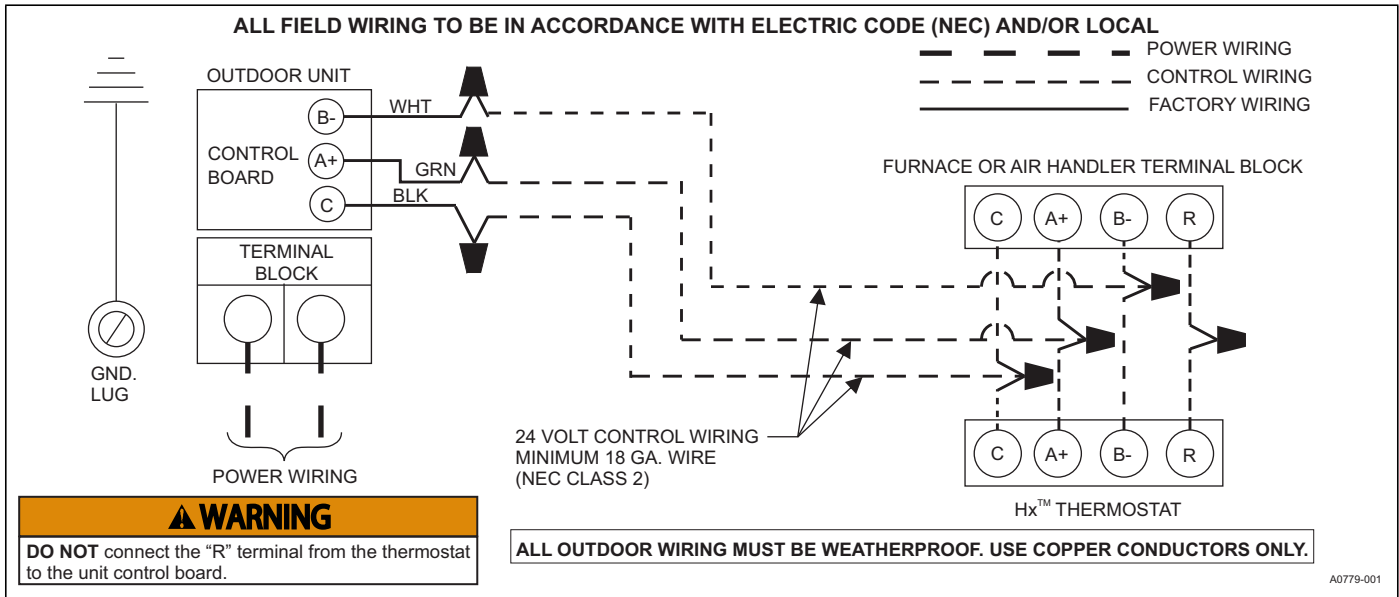 ALL FIELD WIRING TO BE IN ACCORDANCE WITH ELECTRIC CODE (NEC) AND/OR LOCAL
POWER WIRING
CONTROL WIRING
FACTORY WIRING
OUTDOOR UNIT
B-
WHT
CONTROL
BOARD
A+
GRN
C
BLK
TERMINAL
BLOCK
GND.
LUG
POWER WIRING
FURNACE OR AIR HANDLER TERMINAL BLOCK
C A+ B- R
24 VOLT CONTROL WIRING
MINIMUM 18 GA. WIRE
(NEC CLASS 2)
C A+ B- R
Hx™ THERMOSTAT
WARNING
DO NOT connect the “R” terminal from the thermostat
to the unit control board.
ALL OUTDOOR WIRING MUST BE WEATHERPROOF. USE COPPER CONDUCTORS ONLY.
A0779-001